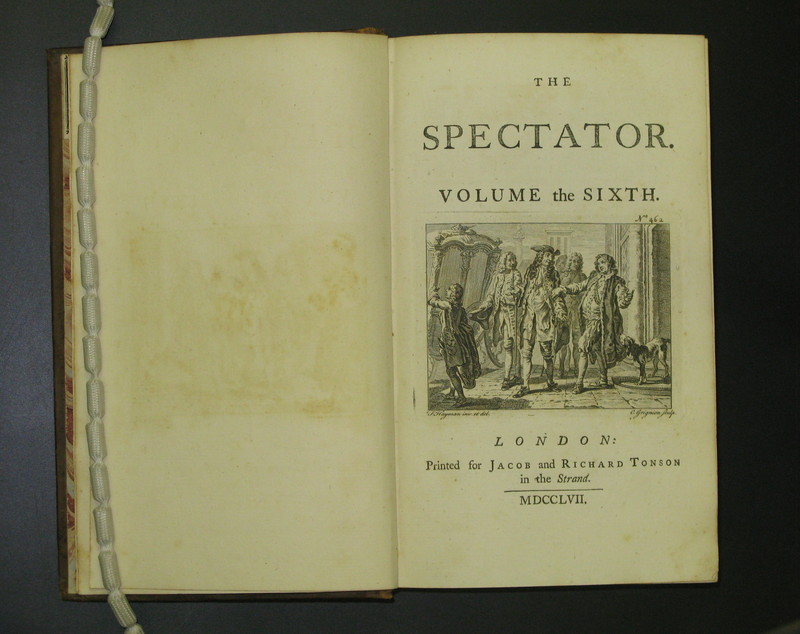 THE
SPECTATOR.
VOLUME the SIXTH.
No. 462
F. Hayman inv. et del.
C. Grignion sculp.
LONDON:
Printed for JACOB and RICHARD TONSON
in the Strand.
MDCCLVII.